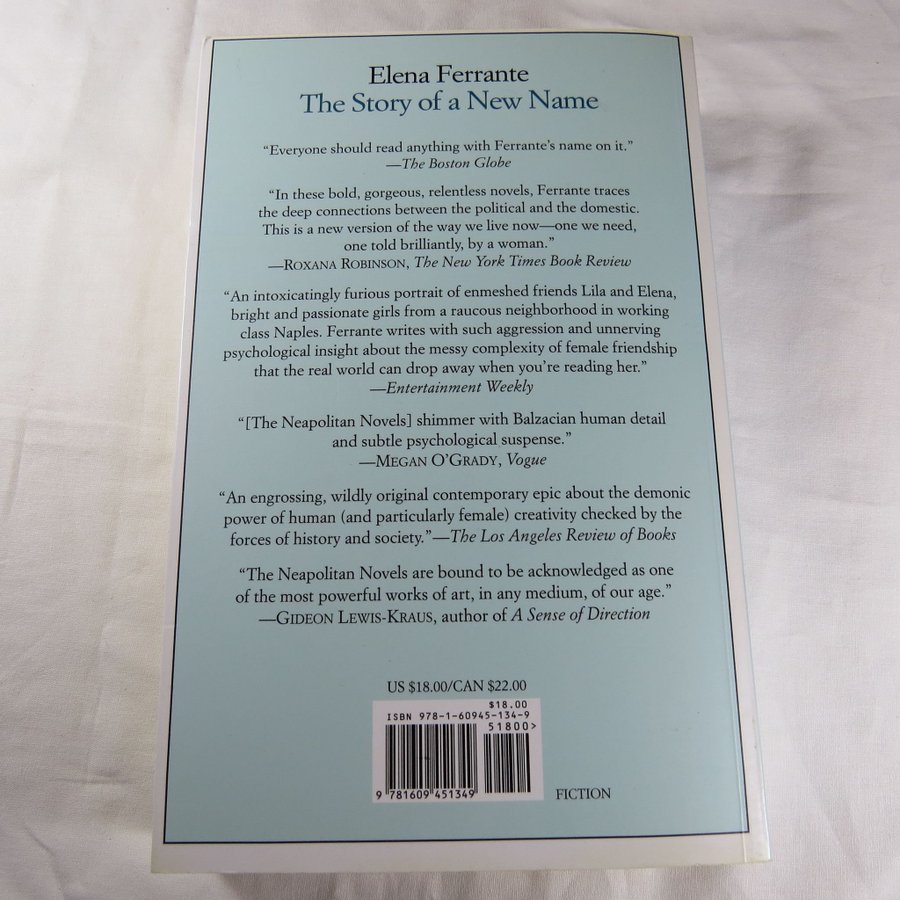 Elena Ferrante
The Story of a New Name
“Everyone should read anything with Ferrante’s name on it.”
—The Boston Globe
“In these bold, gorgeous, relentless novels, Ferrante traces
the deep connections between the political and the domestic.
This is a new version of the way we live now—one we need,
one told brilliantly, by a woman.”
—ROXANA ROBINSON, The New York Times Book Review
“An intoxicatingly furious portrait of enmeshed friends Lila and Elena,
bright and passionate girls from a raucous neighborhood in working
class Naples. Ferrante writes with such aggression and unnerving
psychological insight about the messy complexity of female friendship
that the real world can drop away when you’re reading her.”
—Entertainment Weekly
“[The Neapolitan Novels] shimmer with Balzacian human detail
and subtle psychological suspense.”
—MEGAN O’GRADY, Vogue
“An engrossing, wildly original contemporary epic about the demonic
power of human (and particularly female) creativity checked by the
forces of history and society.”—The Los Angeles Review of Books
“The Neapolitan Novels are bound to be acknowledged as one
of the most powerful works of art, in any medium, of our age.”
—GIDEON LEWIS-KRAUS, author of A Sense of Direction
US $18.00/CAN $22.00
$18.00
ISBN 978-1-60945-134-9
51800>
9 781609 451349
FICTION